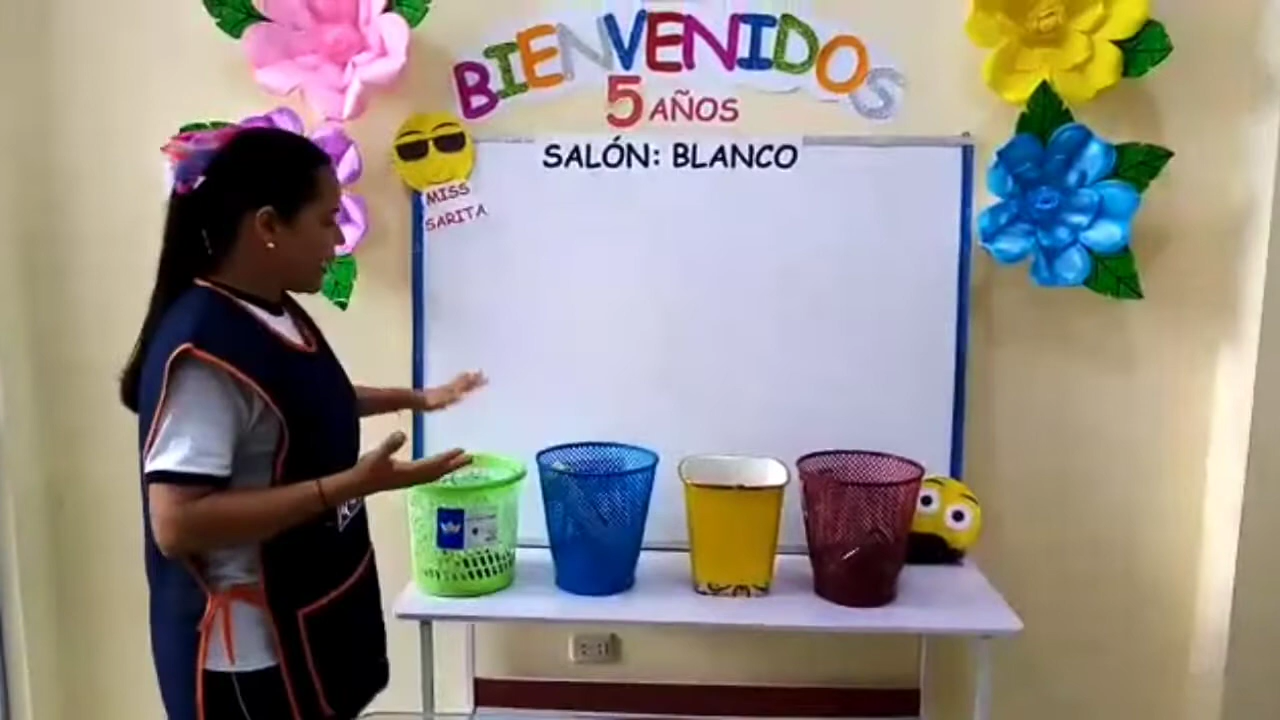 BIENVENIDOS
5 AÑOS
SALÓN: BLANCO
MISS
SARITA